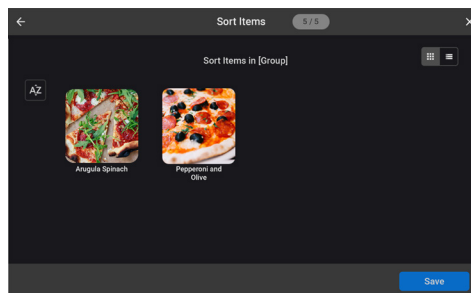 Sort Items
5 / 5
Sort Items in [Group]
AZ
Arugula Spinach
Pepperoni and
Olive
Save